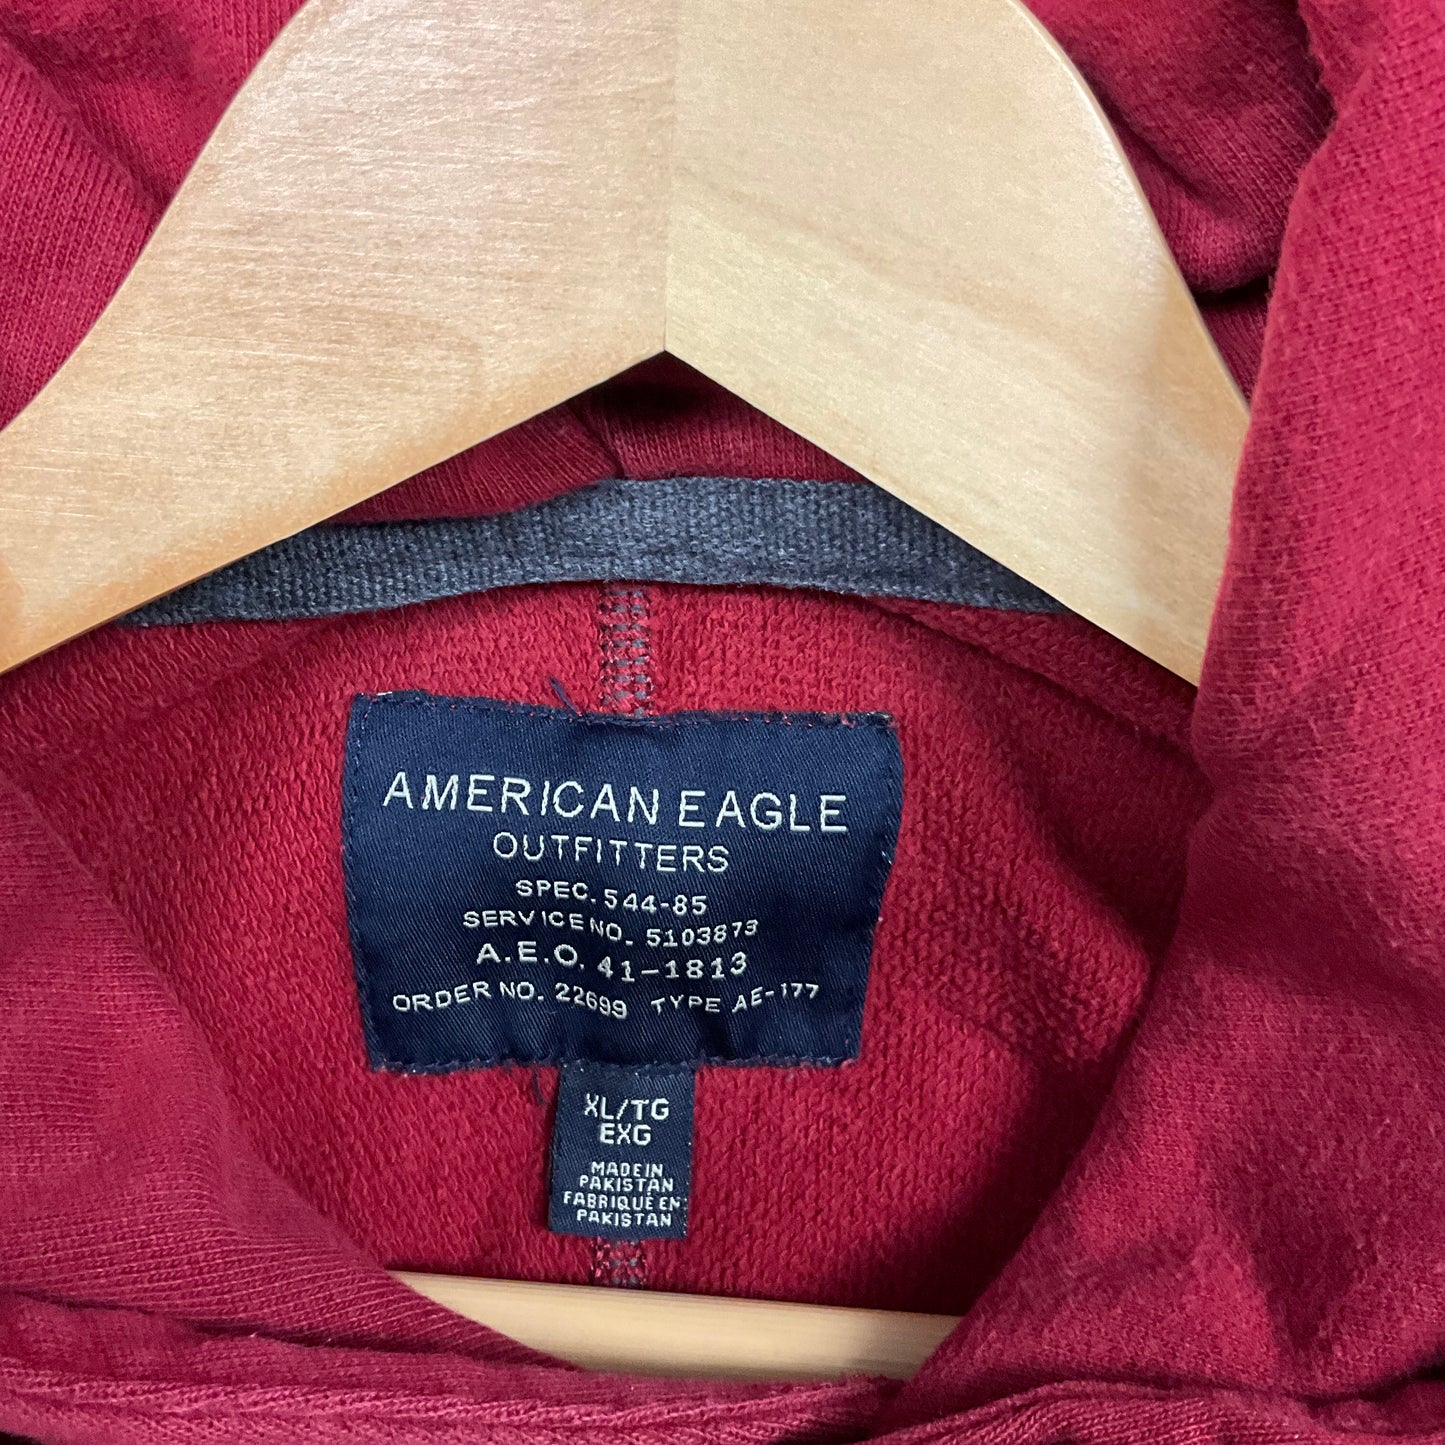 AMERICAN EAGLE
OUTFITTERS
SPEC. 544-85
SERVICE NO. 5103873
A.E.O. 41-1813
ORDER NO. 22699 TYPE AE-177
XL/TG
EXG
MADE IN
PAKISTAN
FABRIQUÉ EN
PAKISTAN